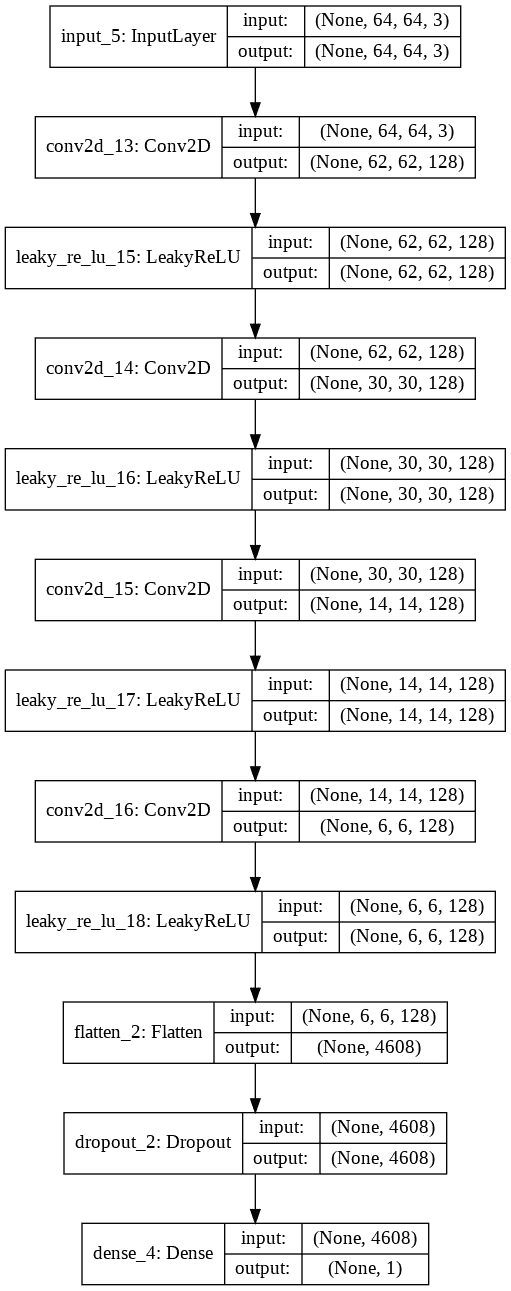 input_5: InputLayer
input: (None, 64, 64, 3)
output: (None, 64, 64, 3)
conv2d_13: Conv2D
input: (None, 64, 64, 3)
output: (None, 62, 62, 128)
leaky_re_lu_15: LeakyReLU
input: (None, 62, 62, 128)
output: (None, 62, 62, 128)
conv2d_14: Conv2D
input: (None, 62, 62, 128)
output: (None, 30, 30, 128)
leaky_re_lu_16: LeakyReLU
input: (None, 30, 30, 128)
output: (None, 30, 30, 128)
conv2d_15: Conv2D
input: (None, 30, 30, 128)
output: (None, 14, 14, 128)
leaky_re_lu_17: LeakyReLU
input: (None, 14, 14, 128)
output: (None, 14, 14, 128)
conv2d_16: Conv2D
input: (None, 14, 14, 128)
output: (None, 6, 6, 128)
leaky_re_lu_18: LeakyReLU
input: (None, 6, 6, 128)
output: (None, 6, 6, 128)
flatten_2: Flatten
input: (None, 6, 6, 128)
output: (None, 4608)
dropout_2: Dropout
input: (None, 4608)
output: (None, 4608)
dense_4: Dense
input: (None, 4608)
output: (None, 1)